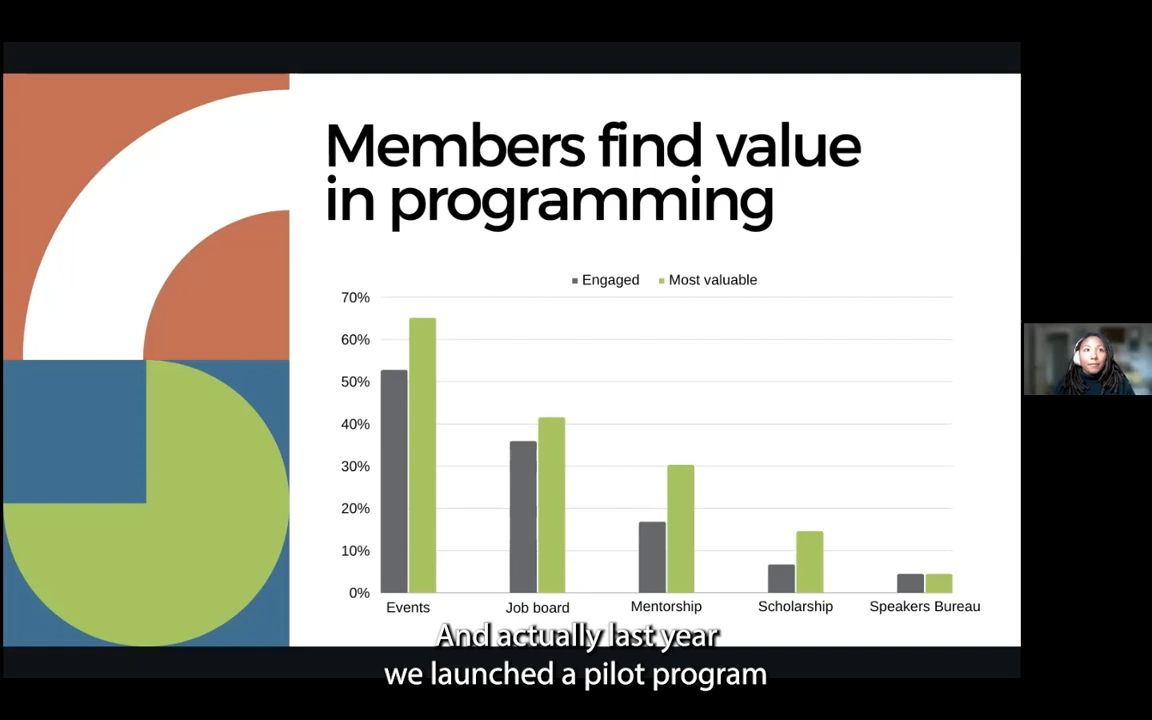 Members find value
in programming
Engaged Most valuable
70%
60%
50%
40%
30%
20%
10%
0%
Events Job board Mentorship Scholarship Speakers Bureau
And actually last year
we launched a pilot program